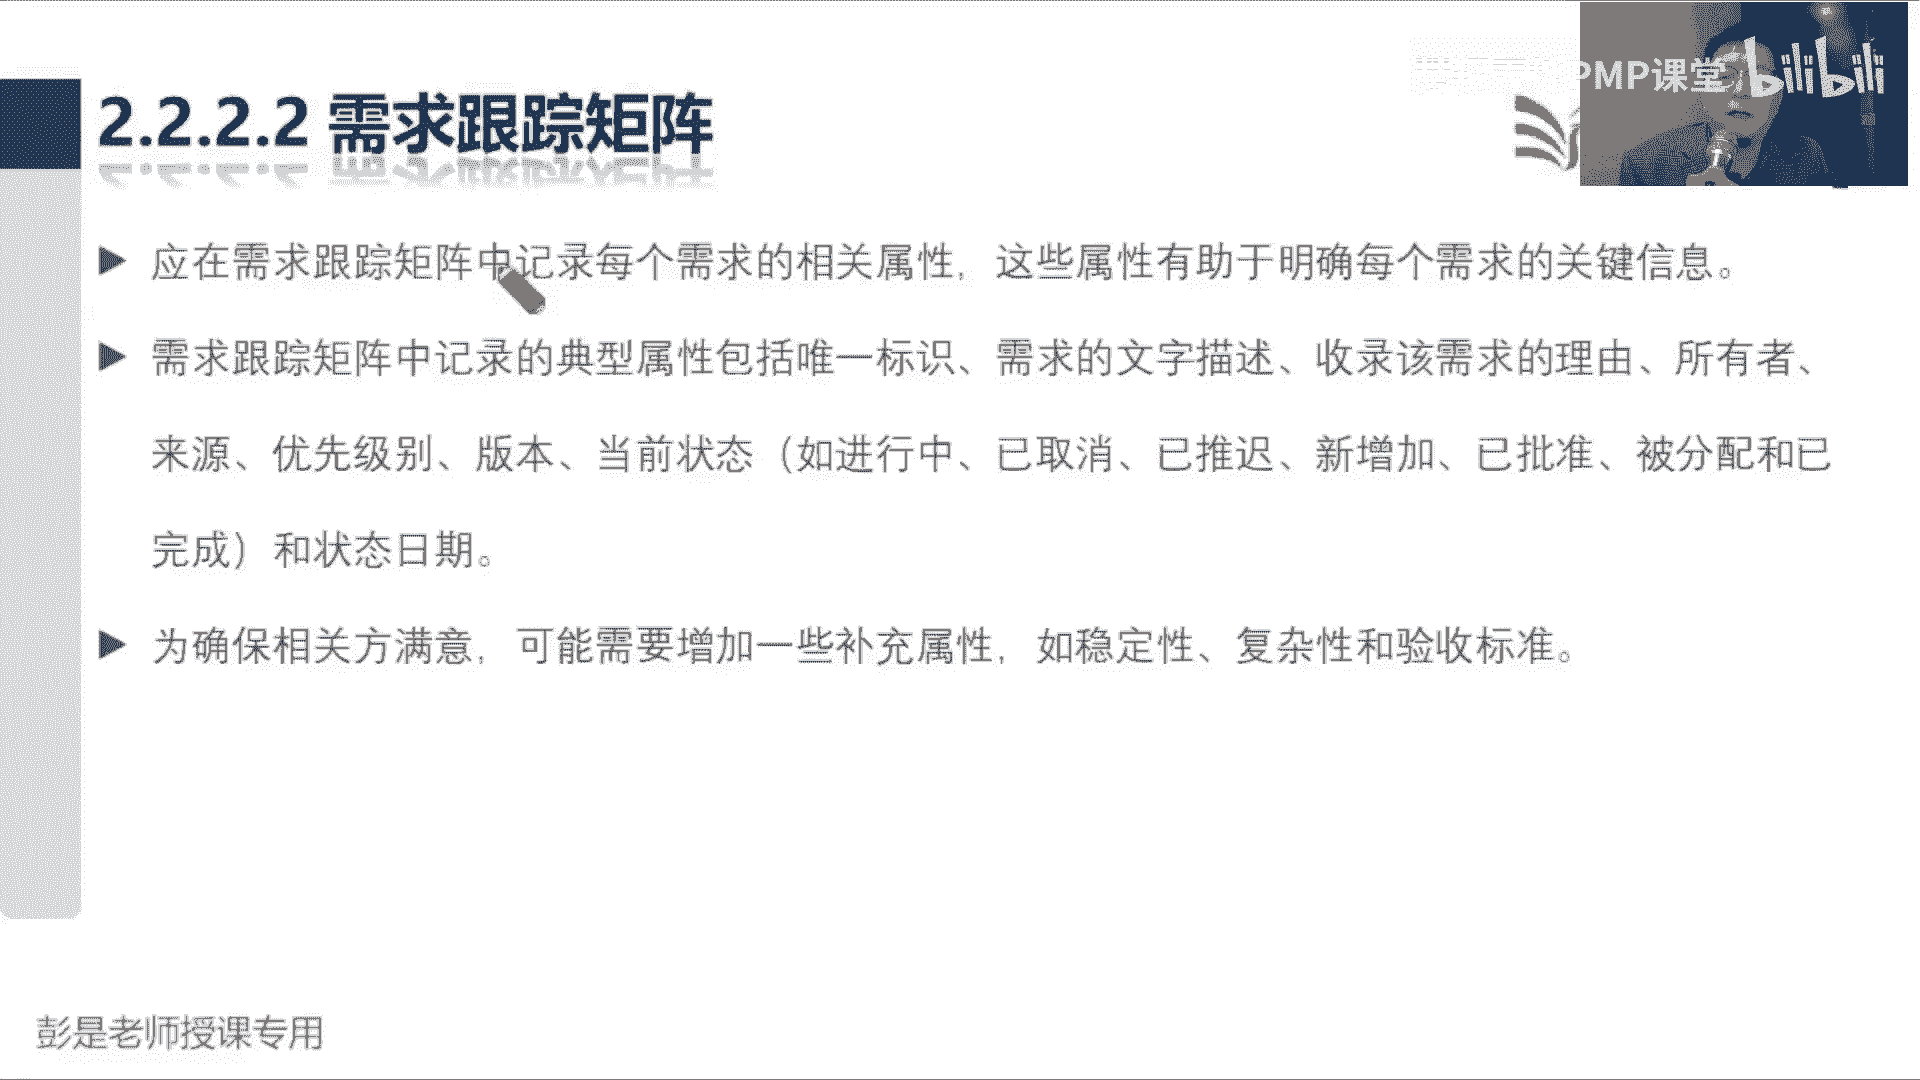 PMP课堂 bilibili
2.2.2.2 需求跟踪矩阵
应在需求跟踪矩阵中记录每个需求的相关属性，这些属性有助于明确每个需求的关键信息。
需求跟踪矩阵中记录的典型属性包括唯一标识、需求的文字描述、收录该需求的理由、所有者、
来源、优先级别、版本、当前状态（如进行中、已取消、已推迟、新增加、已批准、被分配和已
完成）和状态日期。
为确保相关方满意，可能需要增加一些补充属性，如稳定性、复杂性和验收标准。
彭是老师授课专用